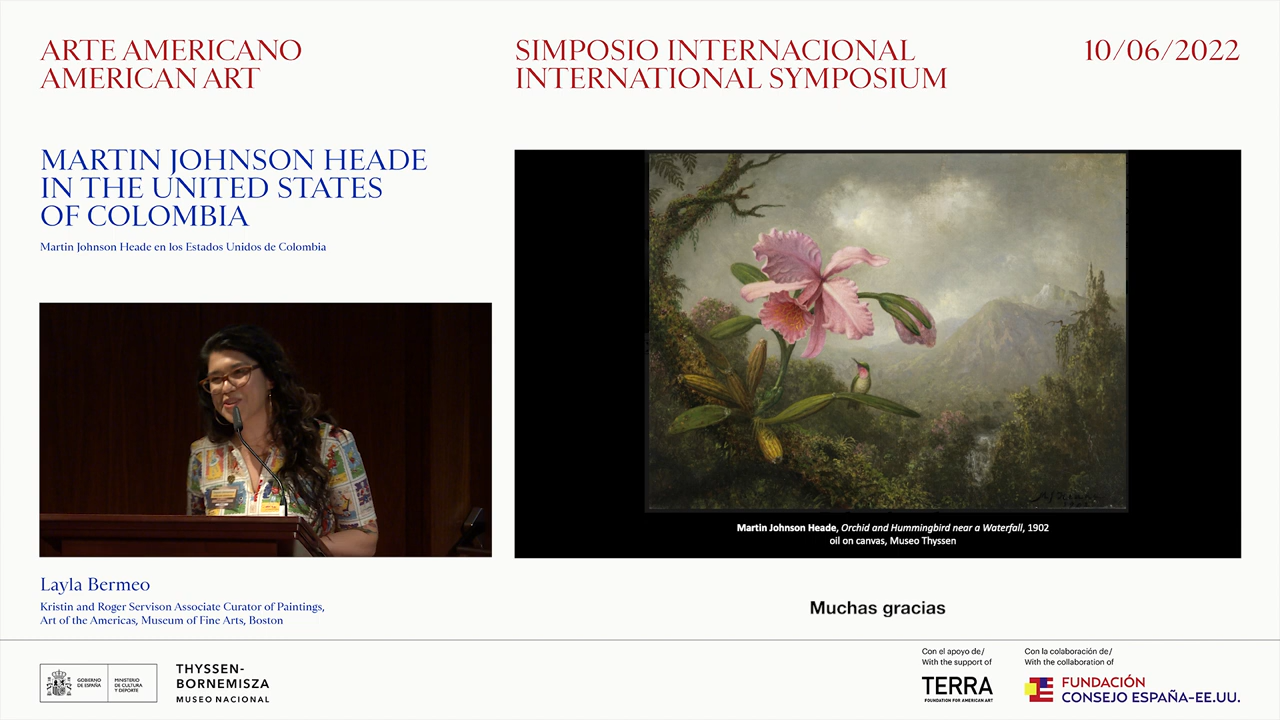 ARTE AMERICANO
AMERICAN ART
SIMPOSIO INTERNACIONAL
INTERNATIONAL SYMPOSIUM
10/06/2022
MARTIN JOHNSON HEADE
IN THE UNITED STATES
OF COLOMBIA
Martin Johnson Heade en los Estados Unidos de Colombia
Martin Johnson Heade, Orchid and Hummingbird near a Waterfall, 1902
oil on canvas, Museo Thyssen
Layla Bermeo
Kristin and Roger Servison Associate Curator of Paintings,
Art of the Americas, Museum of Fine Arts, Boston
Muchas gracias
GOBIERNO
DE ESPAÑA
MINISTERIO
DE CULTURA
Y DEPORTE
THYSSEN-
BORNEMISZA
MUSEO NACIONAL
Con el apoyo de/
With the support of
TERRA
FOUNDATION FOR AMERICAN ART
Con la colaboración de/
With the collaboration of
FUNDACIÓN
CONSEJO ESPAÑA-EE.UU.